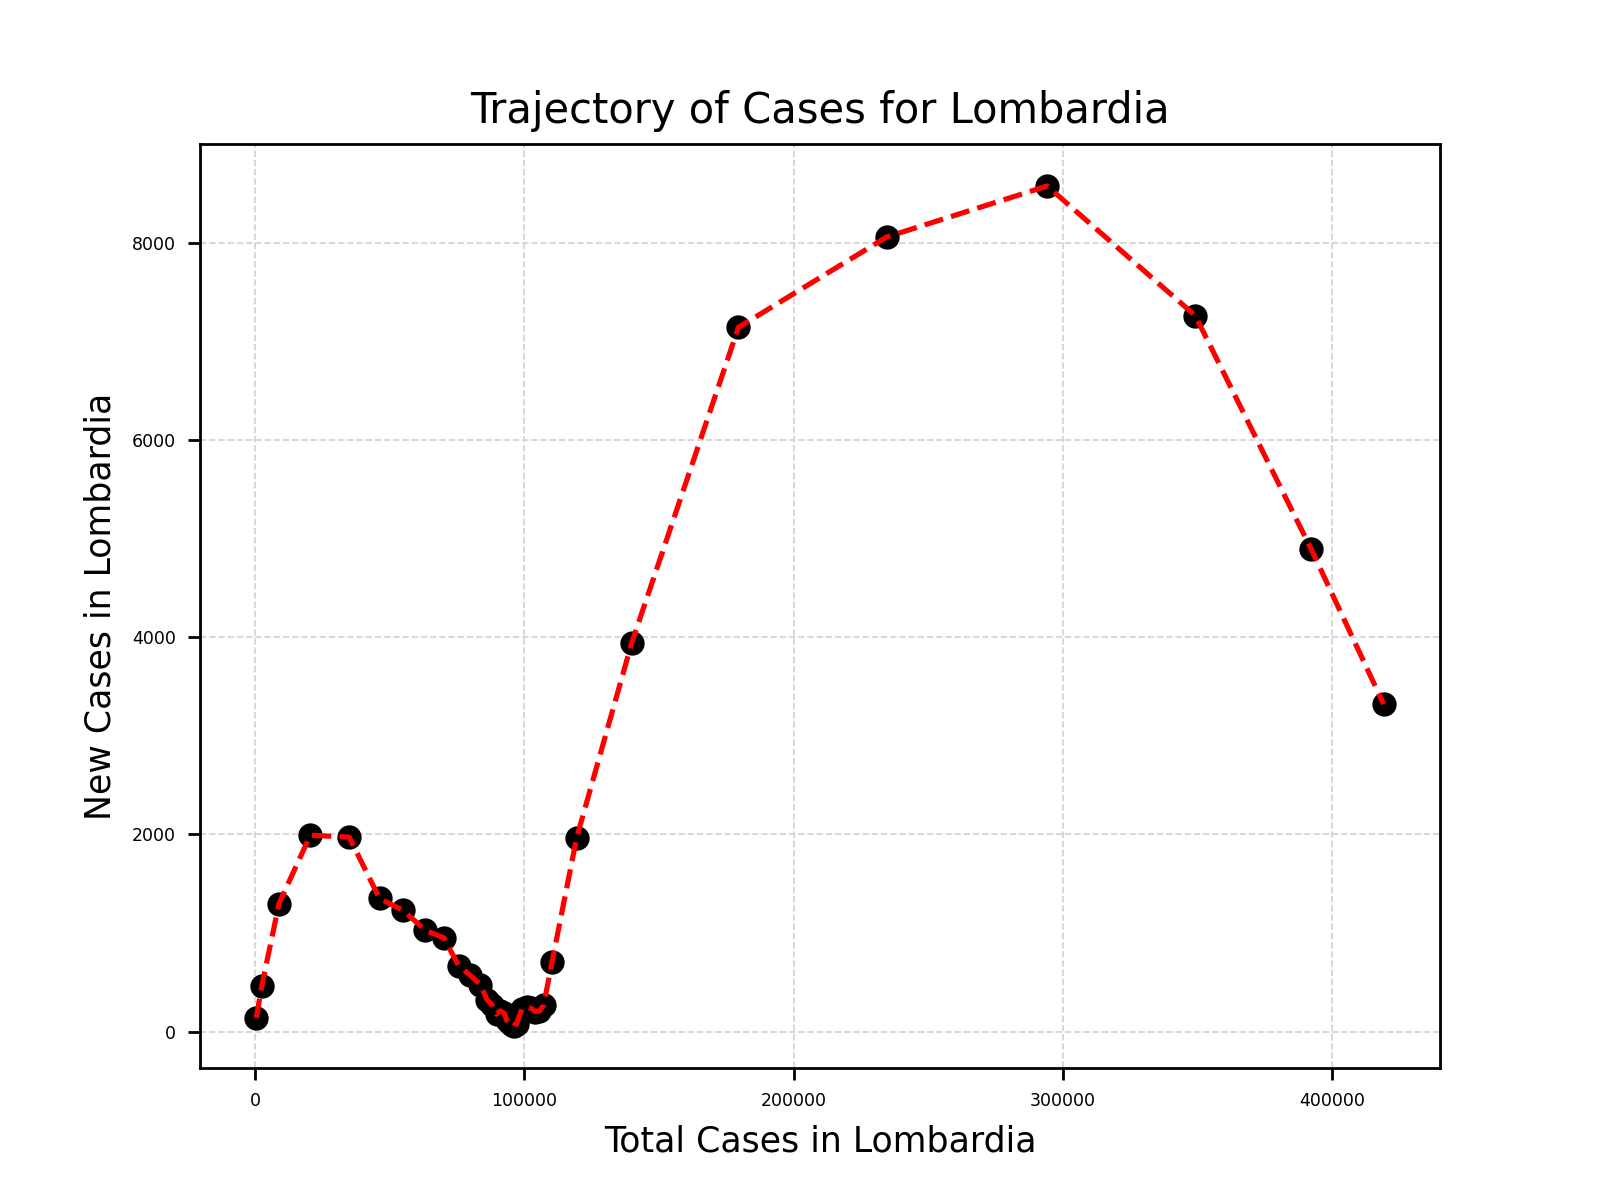 Trajectory of Cases for Lombardia
New Cases in Lombardia
8000
6000
4000
2000
0
0 100000 200000 300000 400000
Total Cases in Lombardia